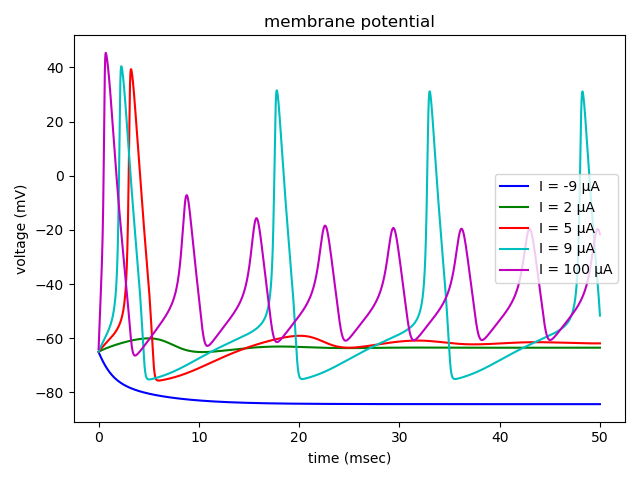 membrane potential
voltage (mV)
40
20
0
−20
−40
−60
−80
I = -9 μA
I = 2 μA
I = 5 μA
I = 9 μA
I = 100 μA
0 10 20 30 40 50
time (msec)